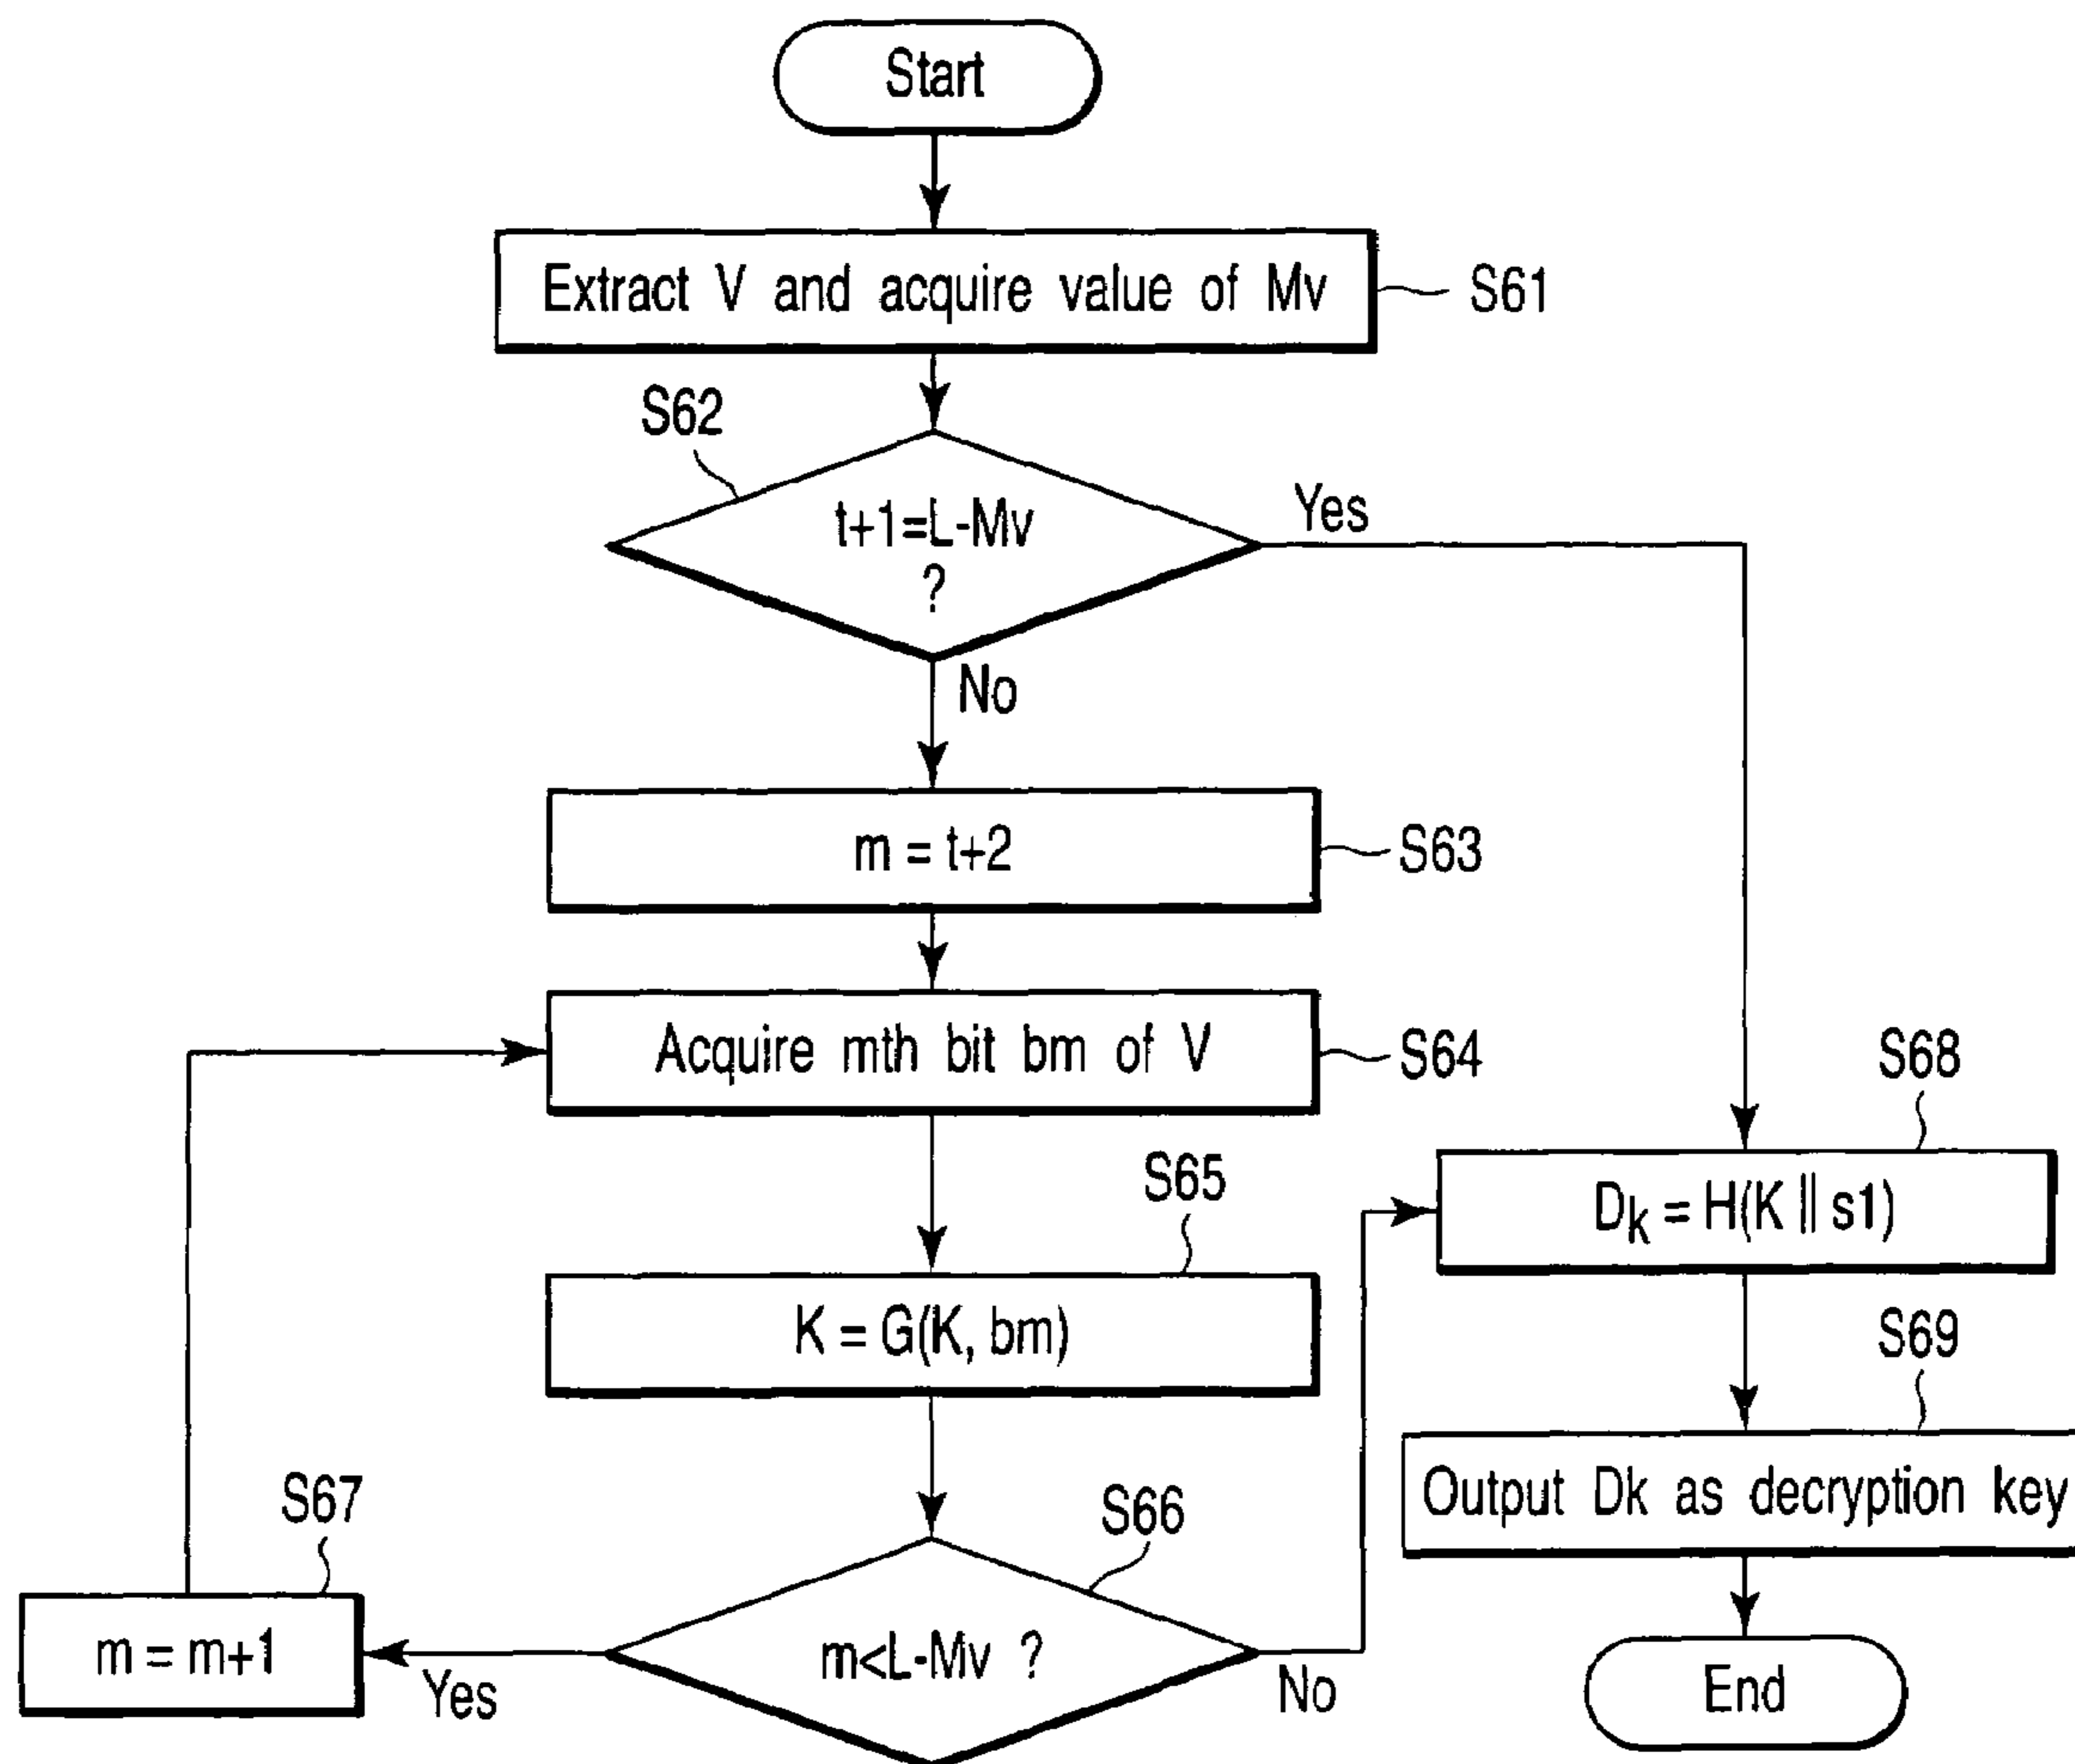 Start
Extract V and acquire value of Mv
S61
S62
t+1=L-Mv
?
Yes
No
m = t+2
S63
Acquire mth bit bm of V
S64
S65
K = G(K, bm)
S66
m<L-Mv ?
Yes
No
S67
m = m+1
S68
Dk = H(K || s1)
S69
Output Dk as decryption key
End